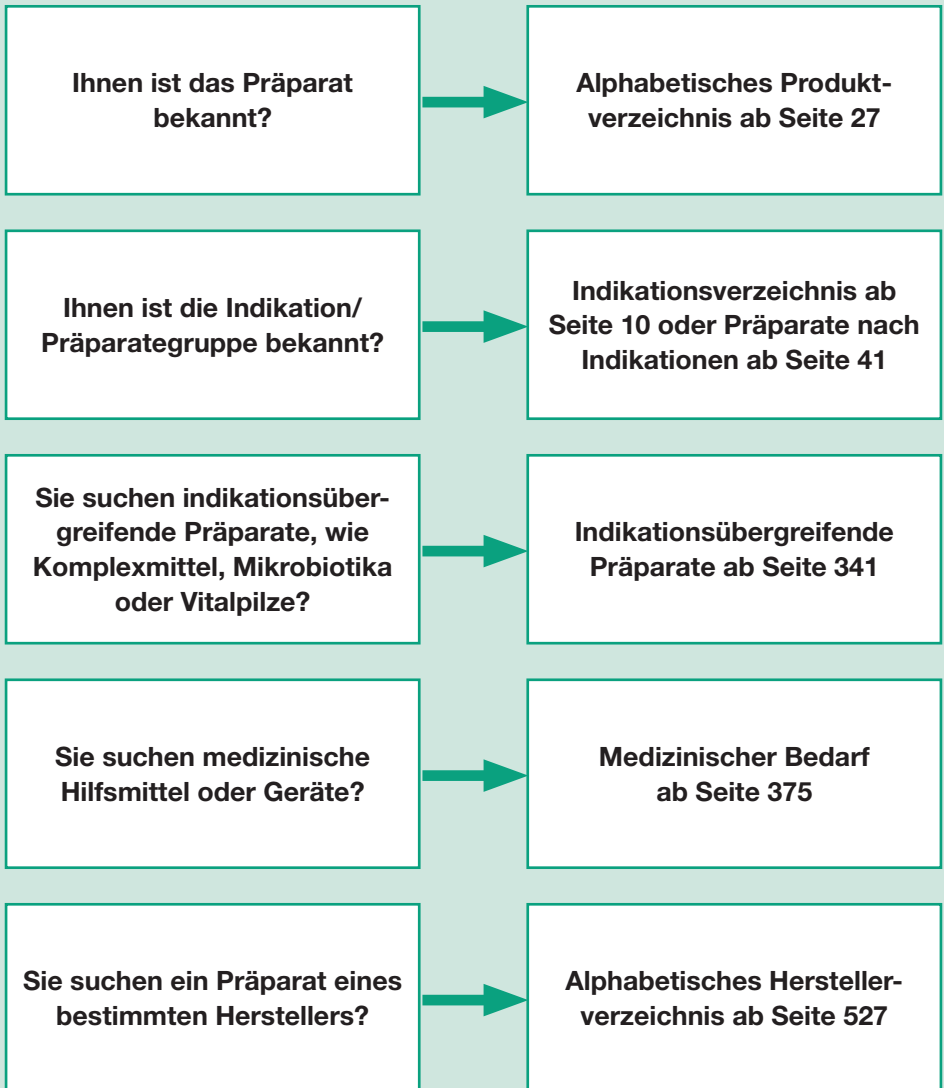 Ihnen ist das Präparat
bekannt?
Alphabetisches Produkt-
verzeichnis ab Seite 27
Ihnen ist die Indikation/
Präparategruppe bekannt?
Indikationsverzeichnis ab
Seite 10 oder Präparate nach
Indikationen ab Seite 41
Sie suchen indikationsüber-
greifende Präparate, wie
Komplexmittel, Mikrobiotika
oder Vitalpilze?
Indikationsübergreifende
Präparate ab Seite 341
Sie suchen medizinische
Hilfsmittel oder Geräte?
Medizinischer Bedarf
ab Seite 375
Sie suchen ein Präparat eines
bestimmten Herstellers?
Alphabetisches Hersteller-
verzeichnis ab Seite 527